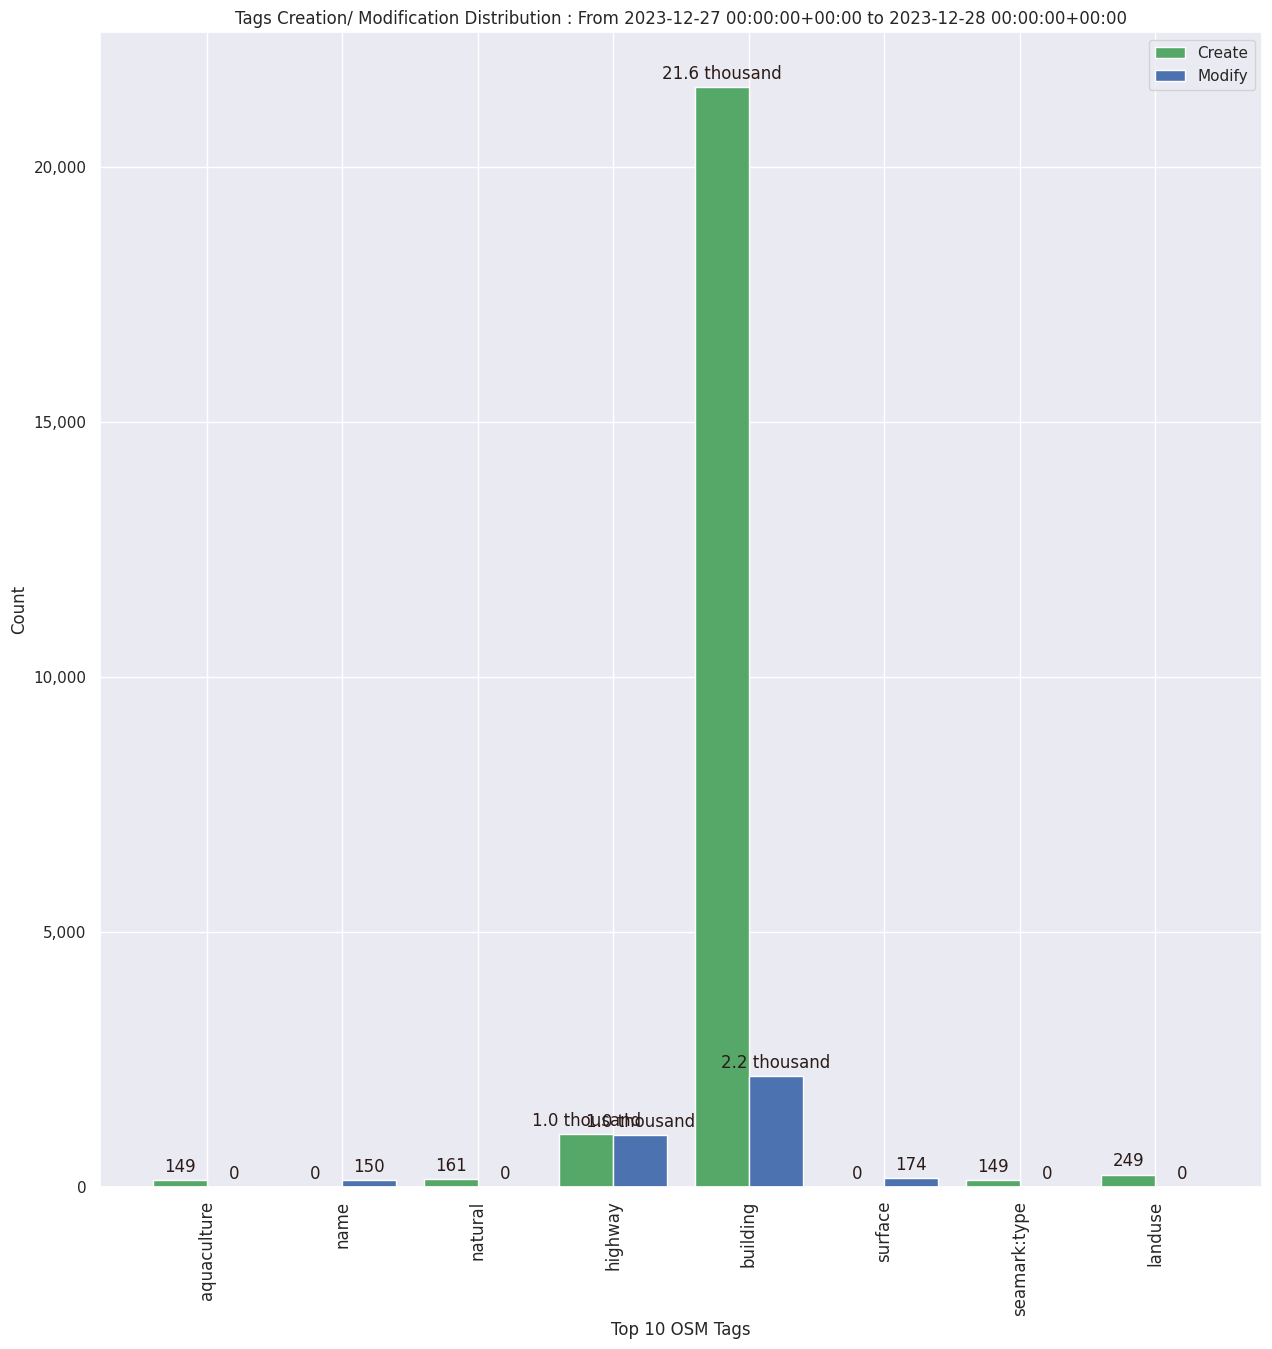 Tags Creation/ Modification Distribution : From 2023-12-27 00:00:00+00:00 to 2023-12-28 00:00:00+00:00
Create
Modify
21.6 thousand
20,000
15,000
10,000
5,000
0
Count
2.2 thousand
1.0 thousand
1.0 thousand
149
0
0
150
161
0
0
174
149
0
249
0
aquaculture
name
natural
highway
building
surface
seamark:type
landuse
Top 10 OSM Tags